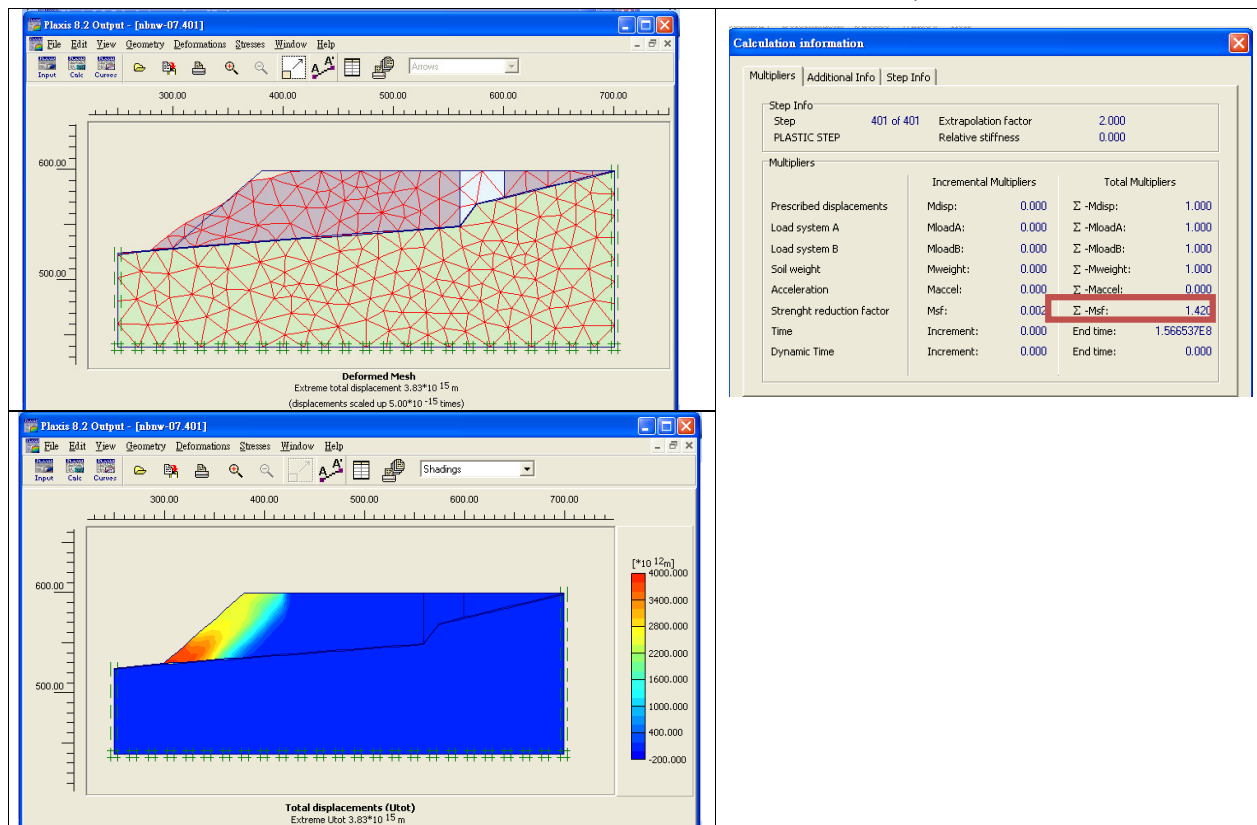 Plaxis 8.2 Output - [nbnw-07.401]
File Edit View Geometry Deformations Stresses Window Help
Input Calc Curves Arrows
300.00 400.00 500.00 600.00 700.00
600.00
500.00
Deformed Mesh
Extreme total displacement 3.83*10 15 m
(displacements scaled up 5.00*10 -15 times)
Calculation information
Multipliers Additional Info Step Info
Step Info
Step 401 of 401 Extrapolation factor 2.000
PLASTIC STEP Relative stiffness 0.000
Multipliers
Incremental Multipliers Total Multipliers
Prescribed displacements Mdisp: 0.000 Σ -Mdisp: 1.000
Load system A MloadA: 0.000 Σ -MloadA: 1.000
Load system B MloadB: 0.000 Σ -MloadB: 1.000
Soil weight Mweight: 0.000 Σ -Mweight: 1.000
Acceleration Maccel: 0.000 Σ -Maccel: 0.000
Strenght reduction factor Msf: 0.002 Σ -Msf: 1.420
Time Increment: 0.000 End time: 1.566537E8
Dynamic Time Increment: 0.000 End time: 0.000
Plaxis 8.2 Output - [nbnw-07.401]
File Edit View Geometry Deformations Stresses Window Help
Input Calc Curves Shadings
300.00 400.00 500.00 600.00 700.00
600.00
500.00
[*10 12m]
4000.000
3400.000
2800.000
2200.000
1600.000
1000.000
400.000
-200.000
Total displacements (Utot)
Extreme Utot 3.83*10 15 m